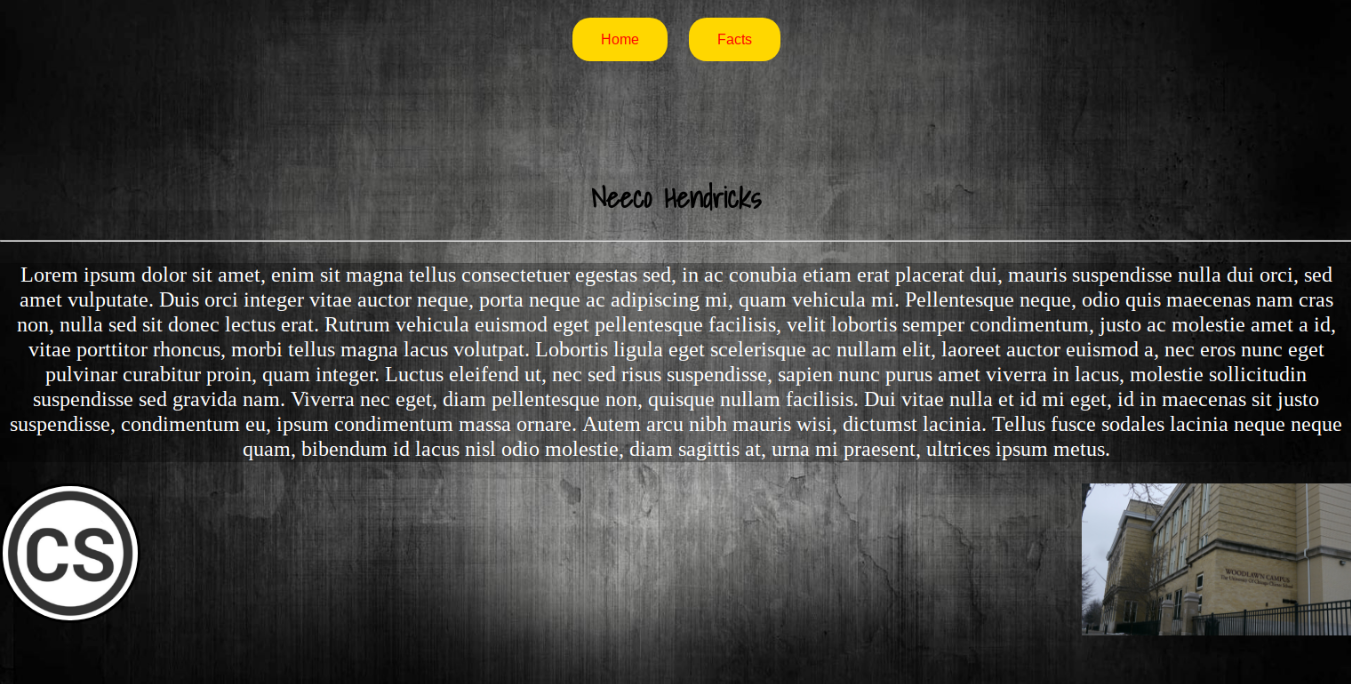 Home Facts
Neeco Hendricks
Lorem ipsum dolor sit amet, enim sit magna tellus consectetuer egestas sed, in ac conubia etiam erat placerat dui, mauris suspendisse nulla dui orci, sed
amet vulputate. Duis orci integer vitae auctor neque, porta neque ac adipiscing mi, quam vehicula mi. Pellentesque neque, odio quis maecenas nam cras
non, nulla sed sit donec lectus erat. Rutrum vehicula euismod eget pellentesque facilisis, velit lobortis semper condimentum, justo ac molestie amet a id,
vitae porttitor rhoncus, morbi tellus magna lacus volutpat. Lobortis ligula eget scelerisque ac nullam elit, laoreet auctor euismod a, nec eros nunc eget
pulvinar curabitur proin, quam integer. Luctus eleifend ut, nec sed risus suspendisse, sapien nunc purus amet viverra in lacus, molestie sollicitudin
suspendisse sed gravida nam. Viverra nec eget, diam pellentesque non, quisque nullam facilisis. Dui vitae nulla et id mi eget, id in maecenas sit justo
suspendisse, condimentum eu, ipsum condimentum massa ornare. Autem arcu nibh mauris wisi, dictumst lacinia. Tellus fusce sodales lacinia neque neque
quam, bibendum id lacus nisl odio molestie, diam sagittis at, urna mi praesent, ultrices ipsum metus.
CS
WOODLAWN CAMPUS
The University Of Chicago Charter School